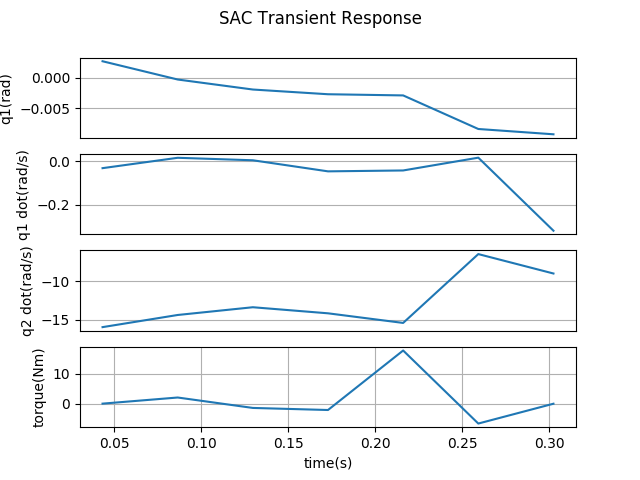 SAC Transient Response
q1(rad)
0.000
−0.005
q1 dot(rad/s)
0.0
−0.2
q2 dot(rad/s)
−10
−15
torque(Nm)
10
0
0.05 0.10 0.15 0.20 0.25 0.30
time(s)